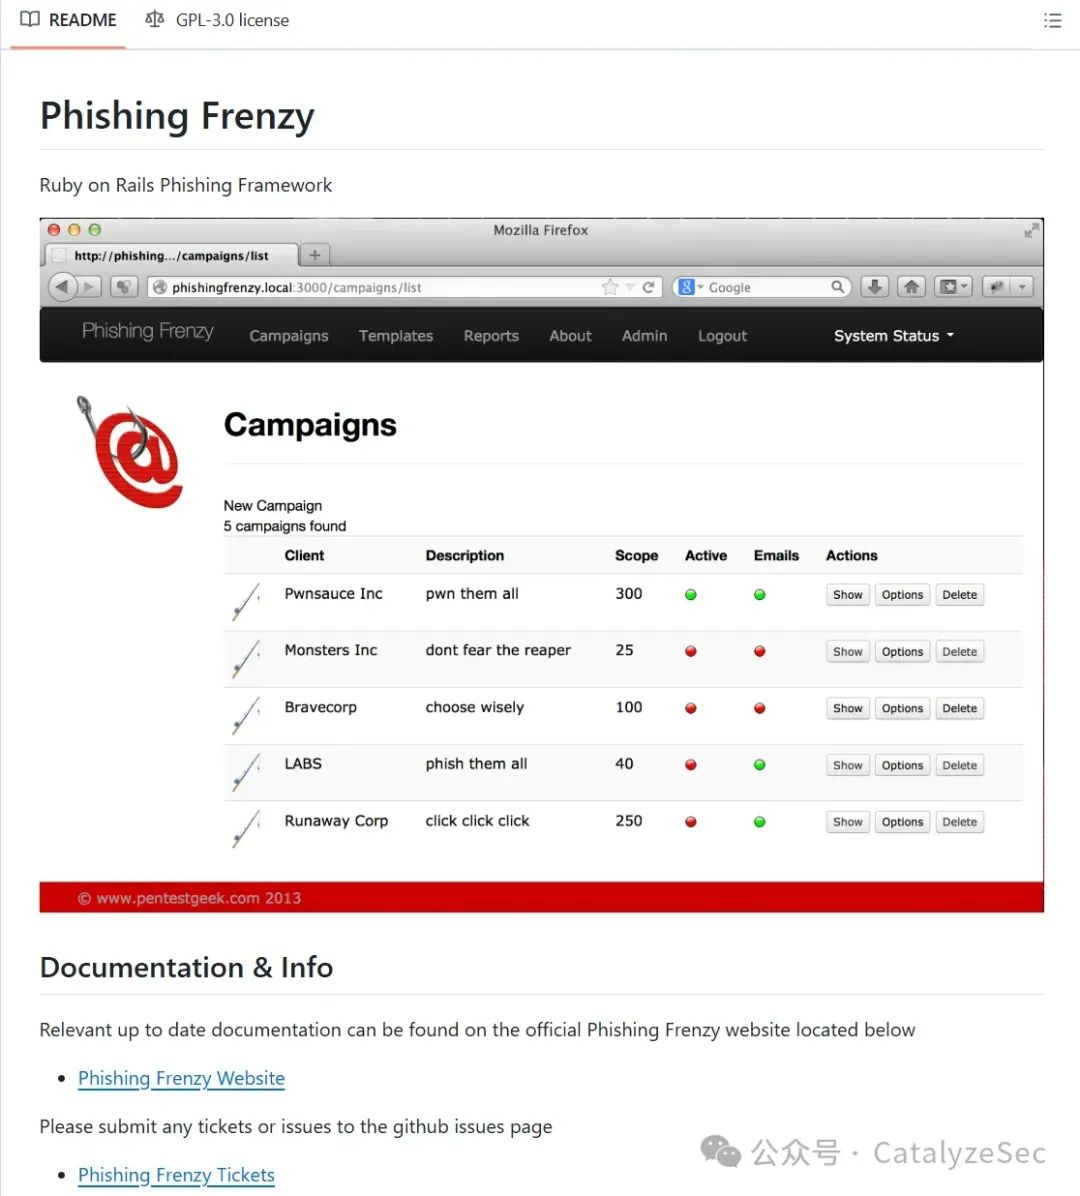 README GPL-3.0 license
Phishing Frenzy
Ruby on Rails Phishing Framework
Mozilla Firefox
http://phishing.../campaigns/list
phishingfrenzy.local:3000/campaigns/list Google
Phishing Frenzy Campaigns Templates Reports About Admin Logout System Status
Campaigns
New Campaign
5 campaigns found
Client Description Scope Active Emails Actions
Pwnsauce Inc pwn them all 300 Show Options Delete
Monsters Inc dont fear the reaper 25 Show Options Delete
Bravecorp choose wisely 100 Show Options Delete
LABS phish them all 40 Show Options Delete
Runaway Corp click click click 250 Show Options Delete
© www.pentestgeek.com 2013
Documentation & Info
Relevant up to date documentation can be found on the official Phishing Frenzy website located below
• Phishing Frenzy Website
Please submit any tickets or issues to the github issues page
• Phishing Frenzy Tickets
公众号 · CatalyzeSec